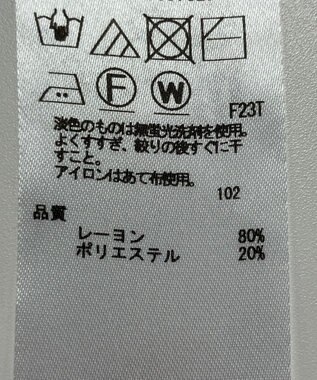 F
W
F23T
淡色のものは無蛍光洗剤を使用。
よくすすぎ、絞りの後すぐに干
すこと。
アイロンはあて布使用。
102
品質
レーヨン 80%
ポリエステル 20%